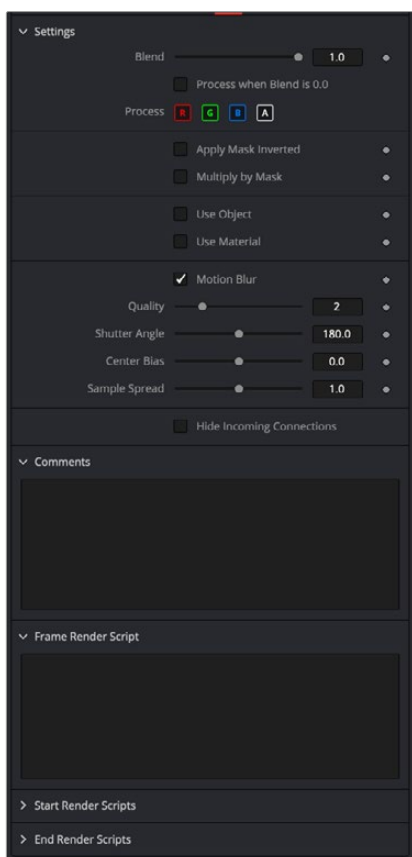 Settings
Blend 1.0
Process when Blend is 0.0
Process R G B A
Apply Mask Inverted
Multiply by Mask
Use Object
Use Material
Motion Blur
Quality 2
Shutter Angle 180.0
Center Bias 0.0
Sample Spread 1.0
Hide Incoming Connections
Comments
Frame Render Script
Start Render Scripts
End Render Scripts